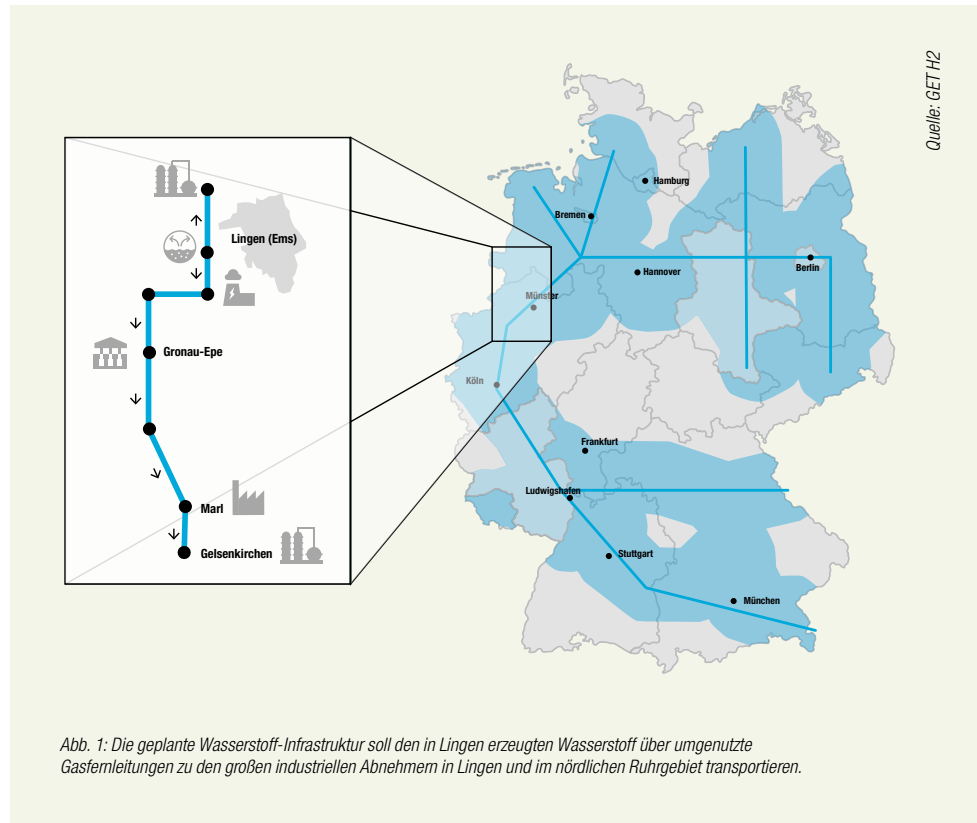 Quelle: GET H2
Hamburg
Bremen
Lingen (Ems)
Hannover
Berlin
Münster
Gronau-Epe
Köln
Frankfurt
Ludwigshafen
Marl
Gelsenkirchen
Stuttgart
München
Abb. 1: Die geplante Wasserstoff-Infrastruktur soll den in Lingen erzeugten Wasserstoff über umgenutzte
Gasfernleitungen zu den großen industriellen Abnehmern in Lingen und im nördlichen Ruhrgebiet transportieren.